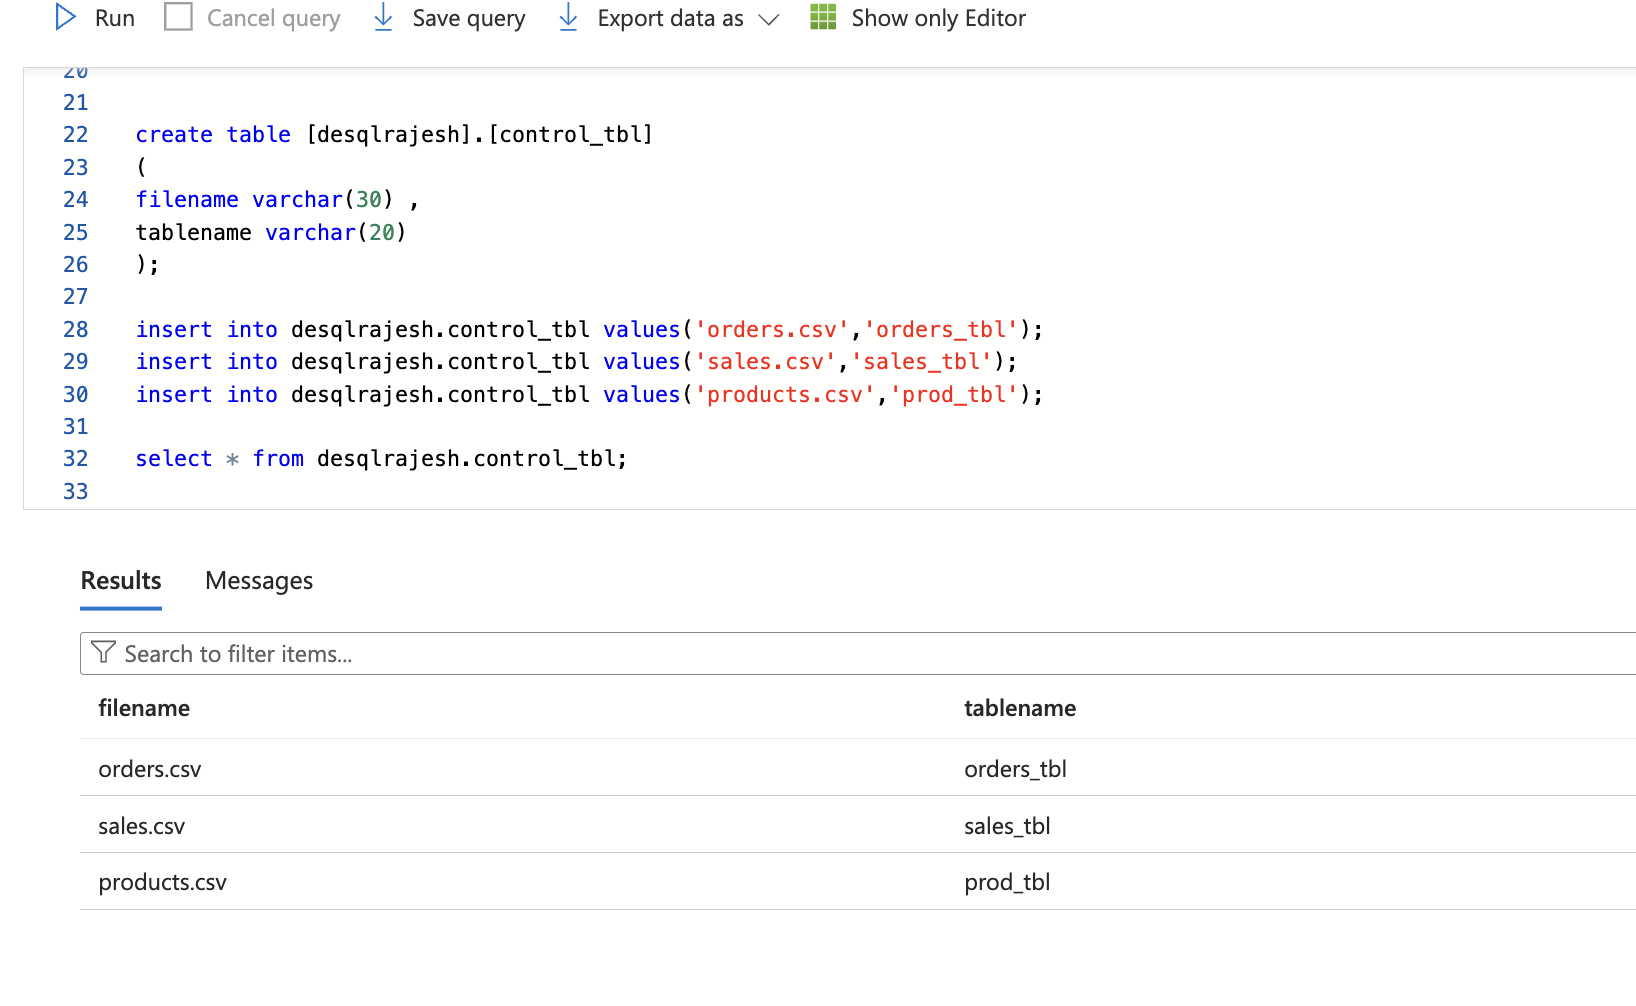 Run Cancel query Save query Export data as Show only Editor
20
21
22 create table [desqlrajesh].[control_tbl]
23 (
24 filename varchar(30) ,
25 tablename varchar(20)
26 );
27
28 insert into desqlrajesh.control_tbl values('orders.csv','orders_tbl');
29 insert into desqlrajesh.control_tbl values('sales.csv','sales_tbl');
30 insert into desqlrajesh.control_tbl values('products.csv','prod_tbl');
31
32 select * from desqlrajesh.control_tbl;
33
Results Messages
Search to filter items...
filename tablename
orders.csv orders_tbl
sales.csv sales_tbl
products.csv prod_tbl